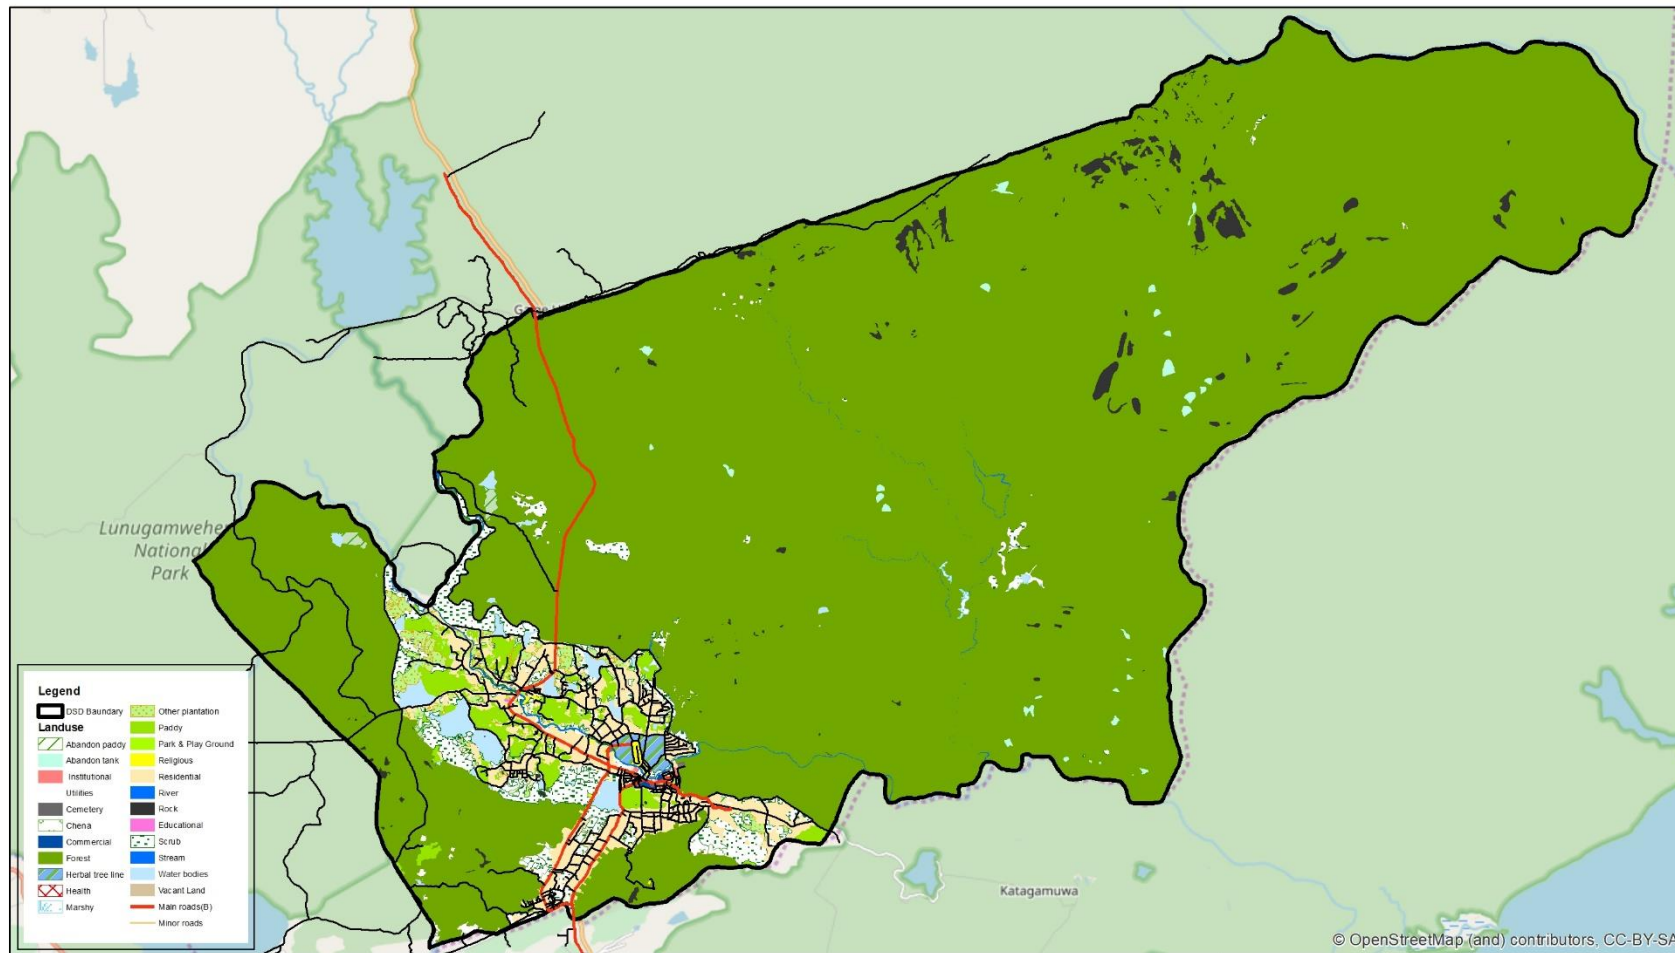 Lunugamwehe
National
Park
Legend
DSD Baundary
Landuse
Abandon paddy
Abandon tank
Institutional
Utilities
Cemetery
Chena
Commercial
Forest
Herbal tree line
Health
Marshy
Other plantation
Paddy
Park & Play Ground
Religious
Residential
River
Rock
Educational
Scrub
Stream
Water bodies
Vacant Land
Main roads(B)
Minor roads
Katagamuwa
© OpenStreetMap (and) contributors, CC-BY-SA